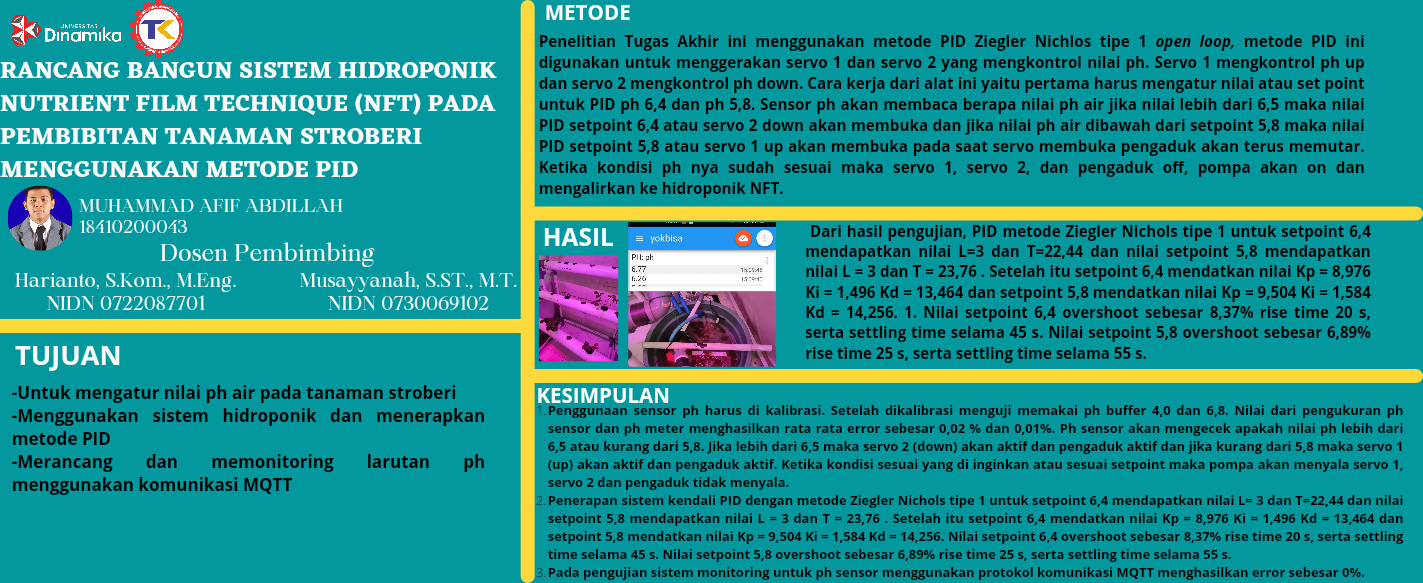 UNIVERSITAS
Dinamika
TK
RANCANG BANGUN SISTEM HIDROPONIK
NUTRIENT FILM TECHNIQUE (NFT) PADA
PEMBIBITAN TANAMAN STROBERI
MENGGUNAKAN METODE PID
MUHAMMAD AFIF ABDILLAH
18410200043
Dosen Pembimbing
Harianto, S.Kom., M.Eng.
NIDN 0722087701
Musayyanah, S.ST., M.T.
NIDN 0730069102
TUJUAN
-Untuk mengatur nilai ph air pada tanaman stroberi
-Menggunakan sistem hidroponik dan menerapkan
metode PID
-Merancang dan memonitoring larutan ph
menggunakan komunikasi MQTT
METODE
Penelitian Tugas Akhir ini menggunakan metode PID Ziegler Nichlos tipe 1 open loop, metode PID ini
digunakan untuk menggerakan servo 1 dan servo 2 yang mengkontrol nilai ph. Servo 1 mengkontrol ph up
dan servo 2 mengkontrol ph down. Cara kerja dari alat ini yaitu pertama harus mengatur nilai atau set point
untuk PID ph 6,4 dan ph 5,8. Sensor ph akan membaca berapa nilai ph air jika nilai lebih dari 6,5 maka nilai
PID setpoint 6,4 atau servo 2 down akan membuka dan jika nilai ph air dibawah dari setpoint 5,8 maka nilai
PID setpoint 5,8 atau servo 1 up akan membuka pada saat servo membuka pengaduk akan terus memutar.
Ketika kondisi ph nya sudah sesuai maka servo 1, servo 2, dan pengaduk off, pompa akan on dan
mengalirkan ke hidroponik NFT.
HASIL
yokbisa
PH: ph
6.77
15:09:45
6.26
15:09:40
Dari hasil pengujian, PID metode Ziegler Nichols tipe 1 untuk setpoint 6,4
mendapatkan nilai L=3 dan T=22,44 dan nilai setpoint 5,8 mendapatkan
nilai L = 3 dan T = 23,76 . Setelah itu setpoint 6,4 mendatkan nilai Kp = 8,976
Ki = 1,496 Kd = 13,464 dan setpoint 5,8 mendatkan nilai Kp = 9,504 Ki = 1,584
Kd = 14,256. 1. Nilai setpoint 6,4 overshoot sebesar 8,37% rise time 20 s,
serta settling time selama 45 s. Nilai setpoint 5,8 overshoot sebesar 6,89%
rise time 25 s, serta settling time selama 55 s.
KESIMPULAN
1. Penggunaan sensor ph harus di kalibrasi. Setelah dikalibrasi menguji memakai ph buffer 4,0 dan 6,8. Nilai dari pengukuran ph
sensor dan ph meter menghasilkan rata rata error sebesar 0,02 % dan 0,01%. Ph sensor akan mengecek apakah nilai ph lebih dari
6,5 atau kurang dari 5,8. Jika lebih dari 6,5 maka servo 2 (down) akan aktif dan pengaduk aktif dan jika kurang dari 5,8 maka servo 1
(up) akan aktif dan pengaduk aktif. Ketika kondisi sesuai yang di inginkan atau sesuai setpoint maka pompa akan menyala servo 1,
servo 2 dan pengaduk tidak menyala.
2. Penerapan sistem kendali PID dengan metode Ziegler Nichols tipe 1 untuk setpoint 6,4 mendapatkan nilai L= 3 dan T=22,44 dan nilai
setpoint 5,8 mendapatkan nilai L = 3 dan T = 23,76 . Setelah itu setpoint 6,4 mendatkan nilai Kp = 8,976 Ki = 1,496 Kd = 13,464 dan
setpoint 5,8 mendatkan nilai Kp = 9,504 Ki = 1,584 Kd = 14,256. Nilai setpoint 6,4 overshoot sebesar 8,37% rise time 20 s, serta settling
time selama 45 s. Nilai setpoint 5,8 overshoot sebesar 6,89% rise time 25 s, serta settling time selama 55 s.
3. Pada pengujian sistem monitoring untuk ph sensor menggunakan protokol komunikasi MQTT menghasilkan error sebesar 0%.